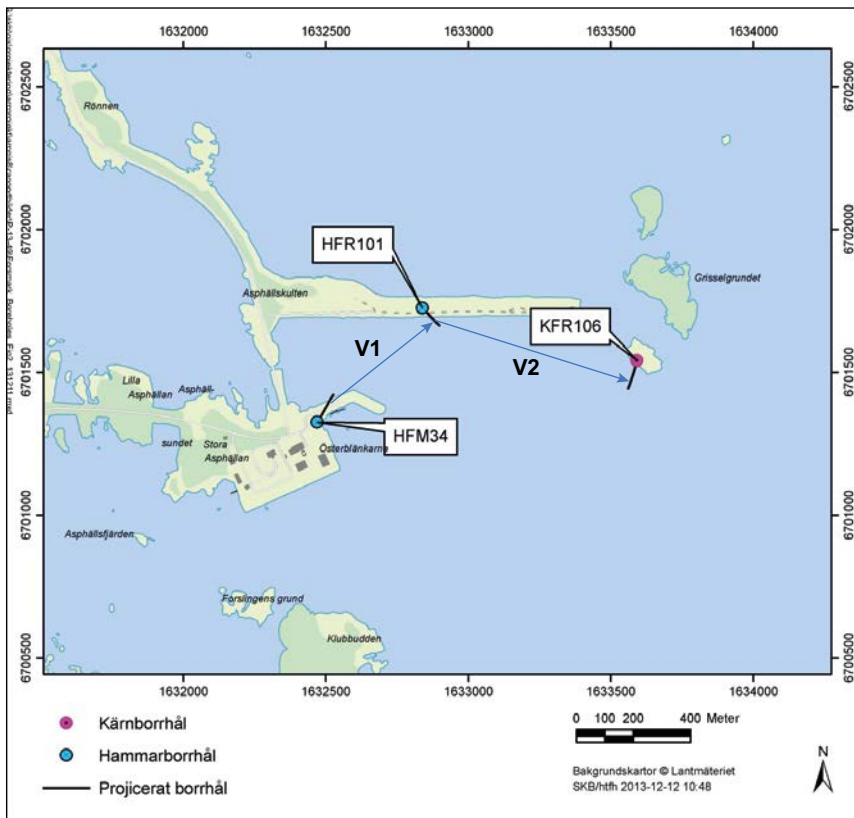 1632000 1632500 1633000 1633500 1634000
6702500 6702500
Rönnen
6702000 6702000
HFR101
Grisselgrundet
Asphällskulten
KFR106
V1
V2
6701500 6701500
Lilla
Asphällan
Asphäll-
sundet
Stora
Asphällan
HFM34
Österblänkarna
6701000 6701000
Asphällsfjärden
Forslingens grund
Klubbudden
6700500 6700500
1632000 1632500 1633000 1633500 1634000
Kärnborrhål
Hammarborrhål
Projicerat borrhål
0 100 200 400 Meter
Bakgrundskartor © Lantmäteriet
SKB/htfh 2013-12-12 10:48
N